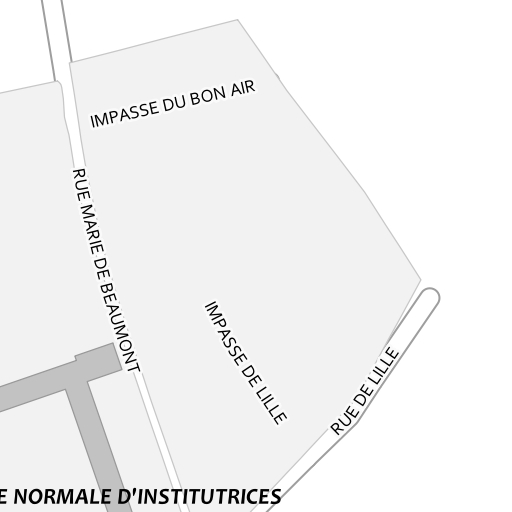 IMPASSE DU BON AIR
RUE MARIE DE BEAUMONT
IMPASSE DE LILLE
RUE DE LILLE
E NORMALE D'INSTITUTRICES